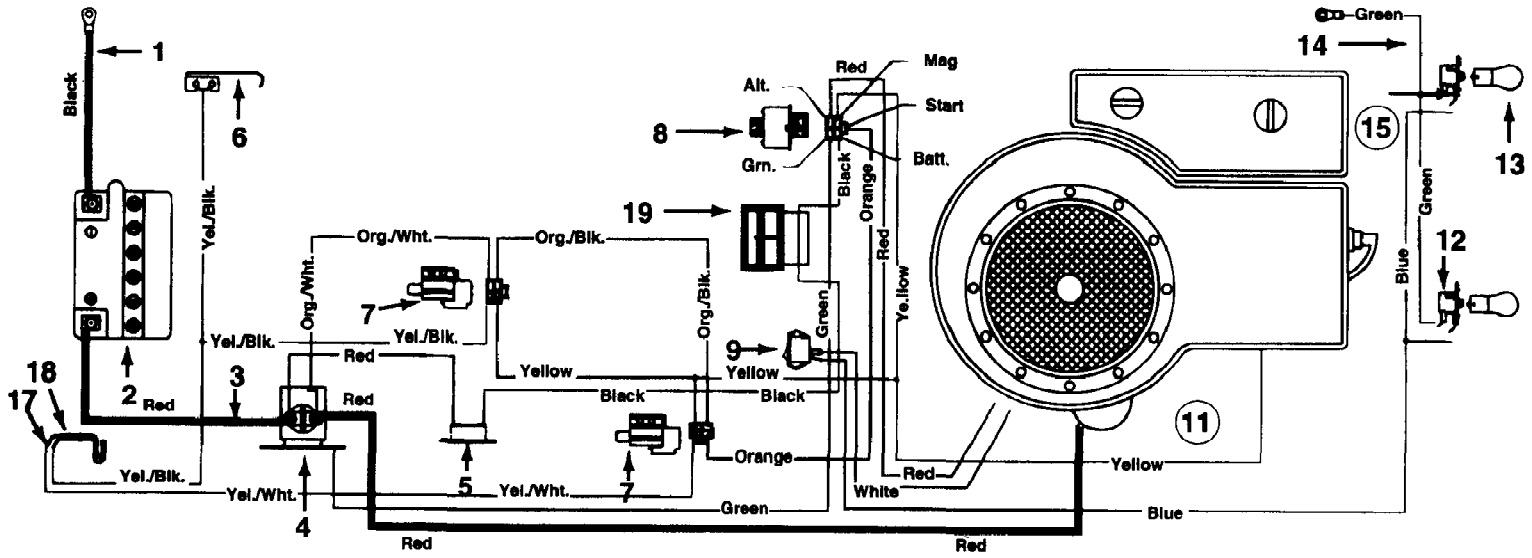 1
Black
6
Yel./Blk.
2
18
17
3
Red
Yel./Blk.
Yel./Wht.
4
Org./Wht.
Org./Wht.
7
Yel./Blk.
Yel./Blk.
Red
Red
5
Yel./Wht.
Org./Blk.
Org./Blk.
Yellow
Black
7
Yellow
Black
Orange
Green
Red
8
Alt.
Grn.
Red
Mag
Start
Batt.
Black
Orange
19
Green
Red
Yellow
9
Red
White
Red
11
Yellow
Blue
15
Green
14
13
Green
Blue
12